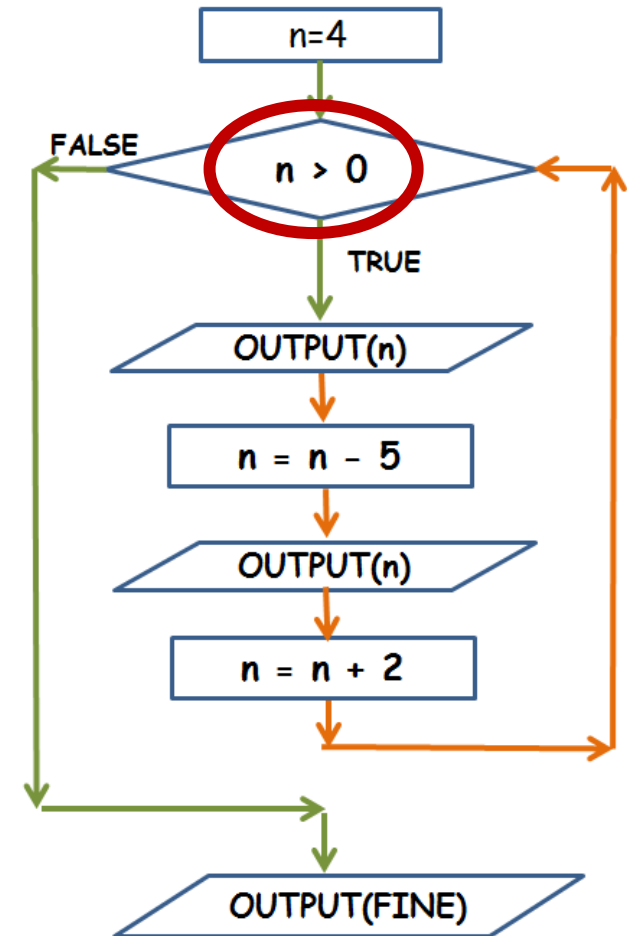 n=4
FALSE
n > 0
TRUE
OUTPUT(n)
n = n - 5
OUTPUT(n)
n = n + 2
OUTPUT(FINE)